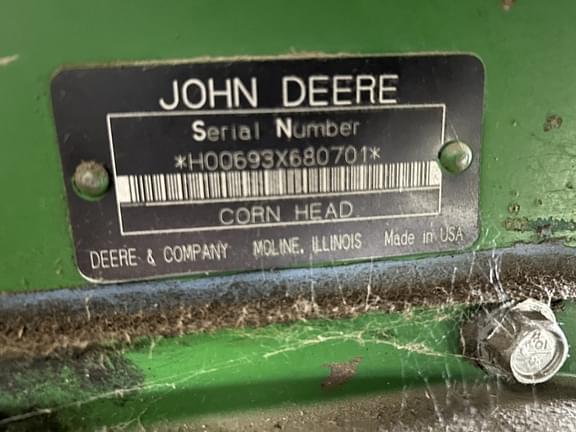 JOHN DEERE
Serial Number
*H00693X680701*
CORN HEAD
DEERE & COMPANY MOLINE, ILLINOIS Made in USA